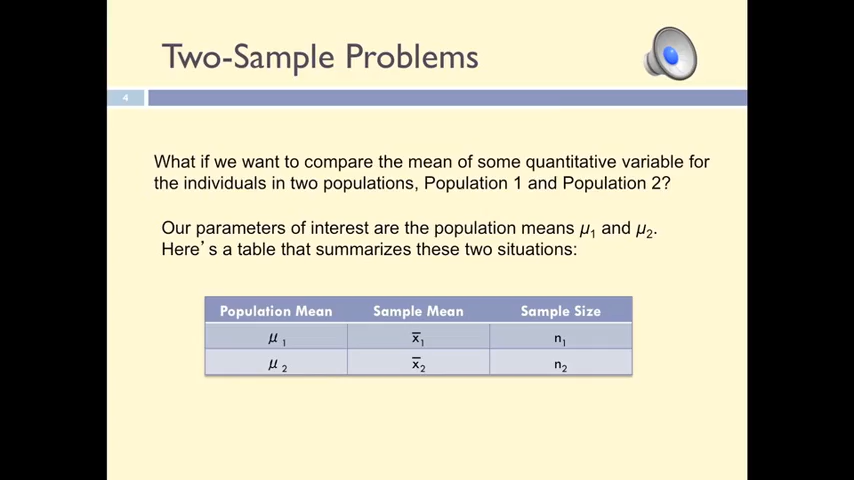 Two-Sample Problems
4
What if we want to compare the mean of some quantitative variable for
the individuals in two populations, Population 1 and Population 2?
Our parameters of interest are the population means μ₁ and μ₂.
Here’s a table that summarizes these two situations:
Population Mean Sample Mean Sample Size
μ₁ x̅₁ n₁
μ₂ x̅₂ n₂